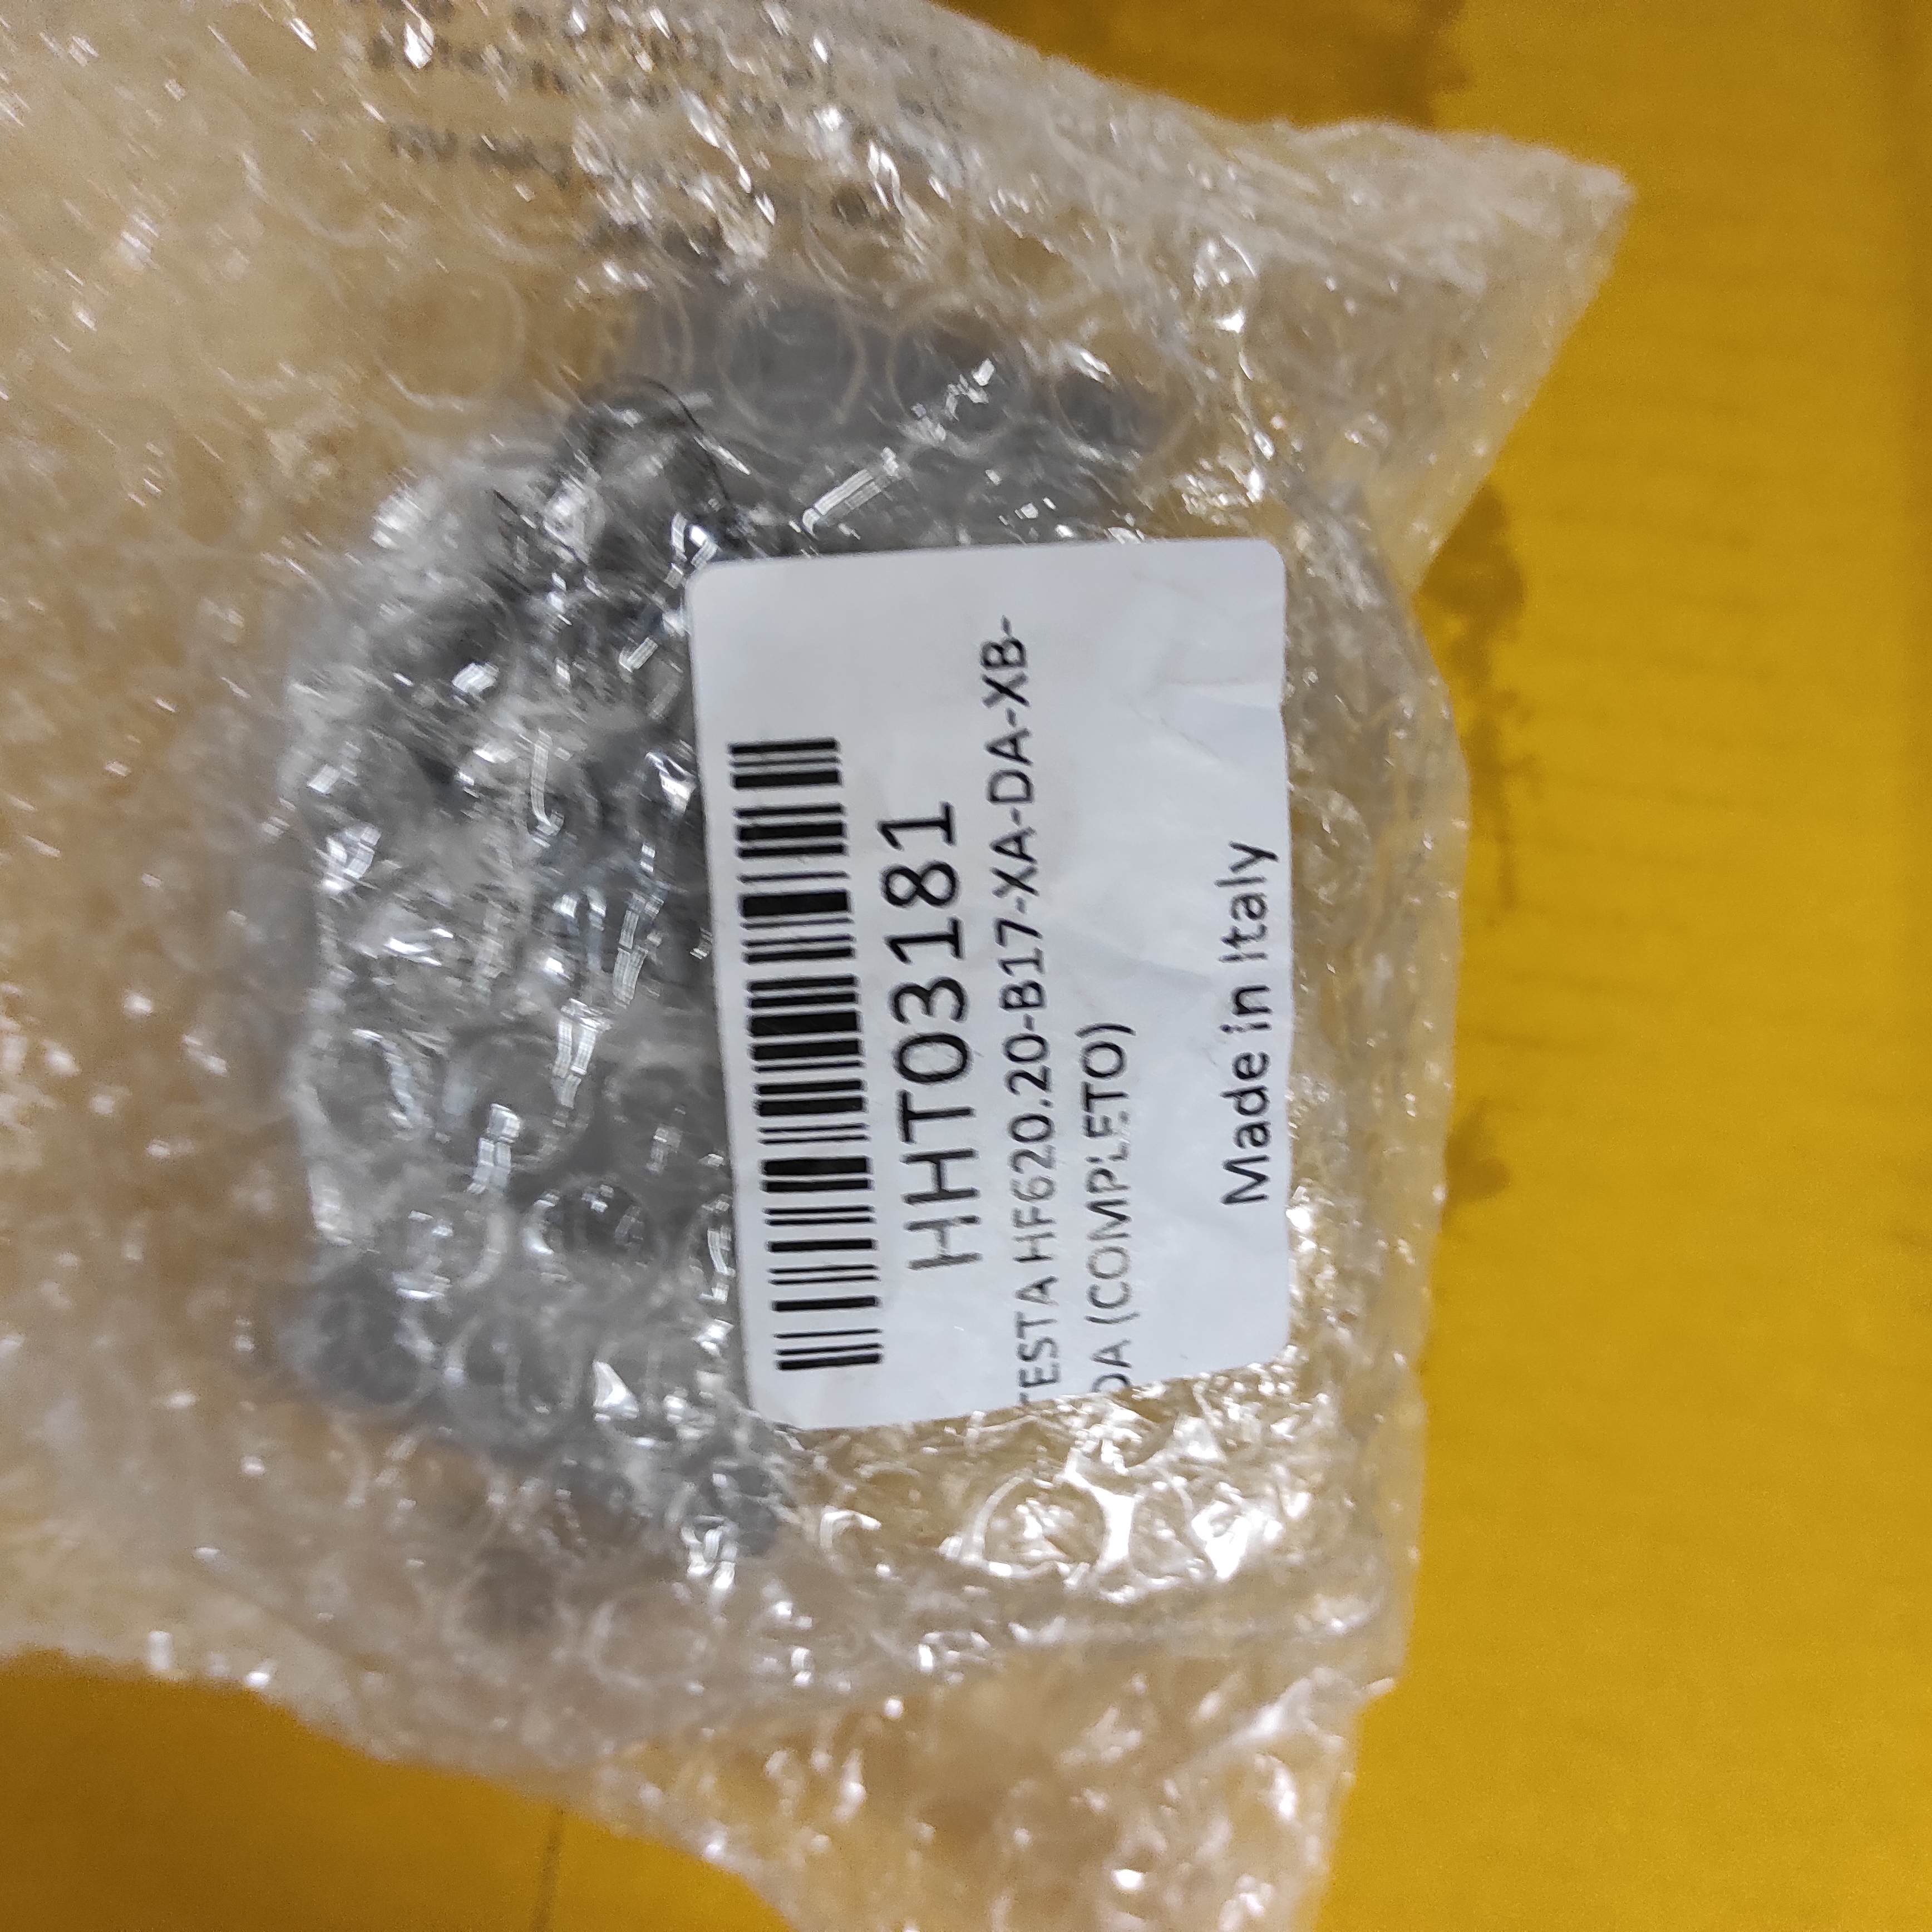 HHT03181
TESTA HF620.20-B17-XA-DA-XB-
DA (COMPLETO)
Made in Italy